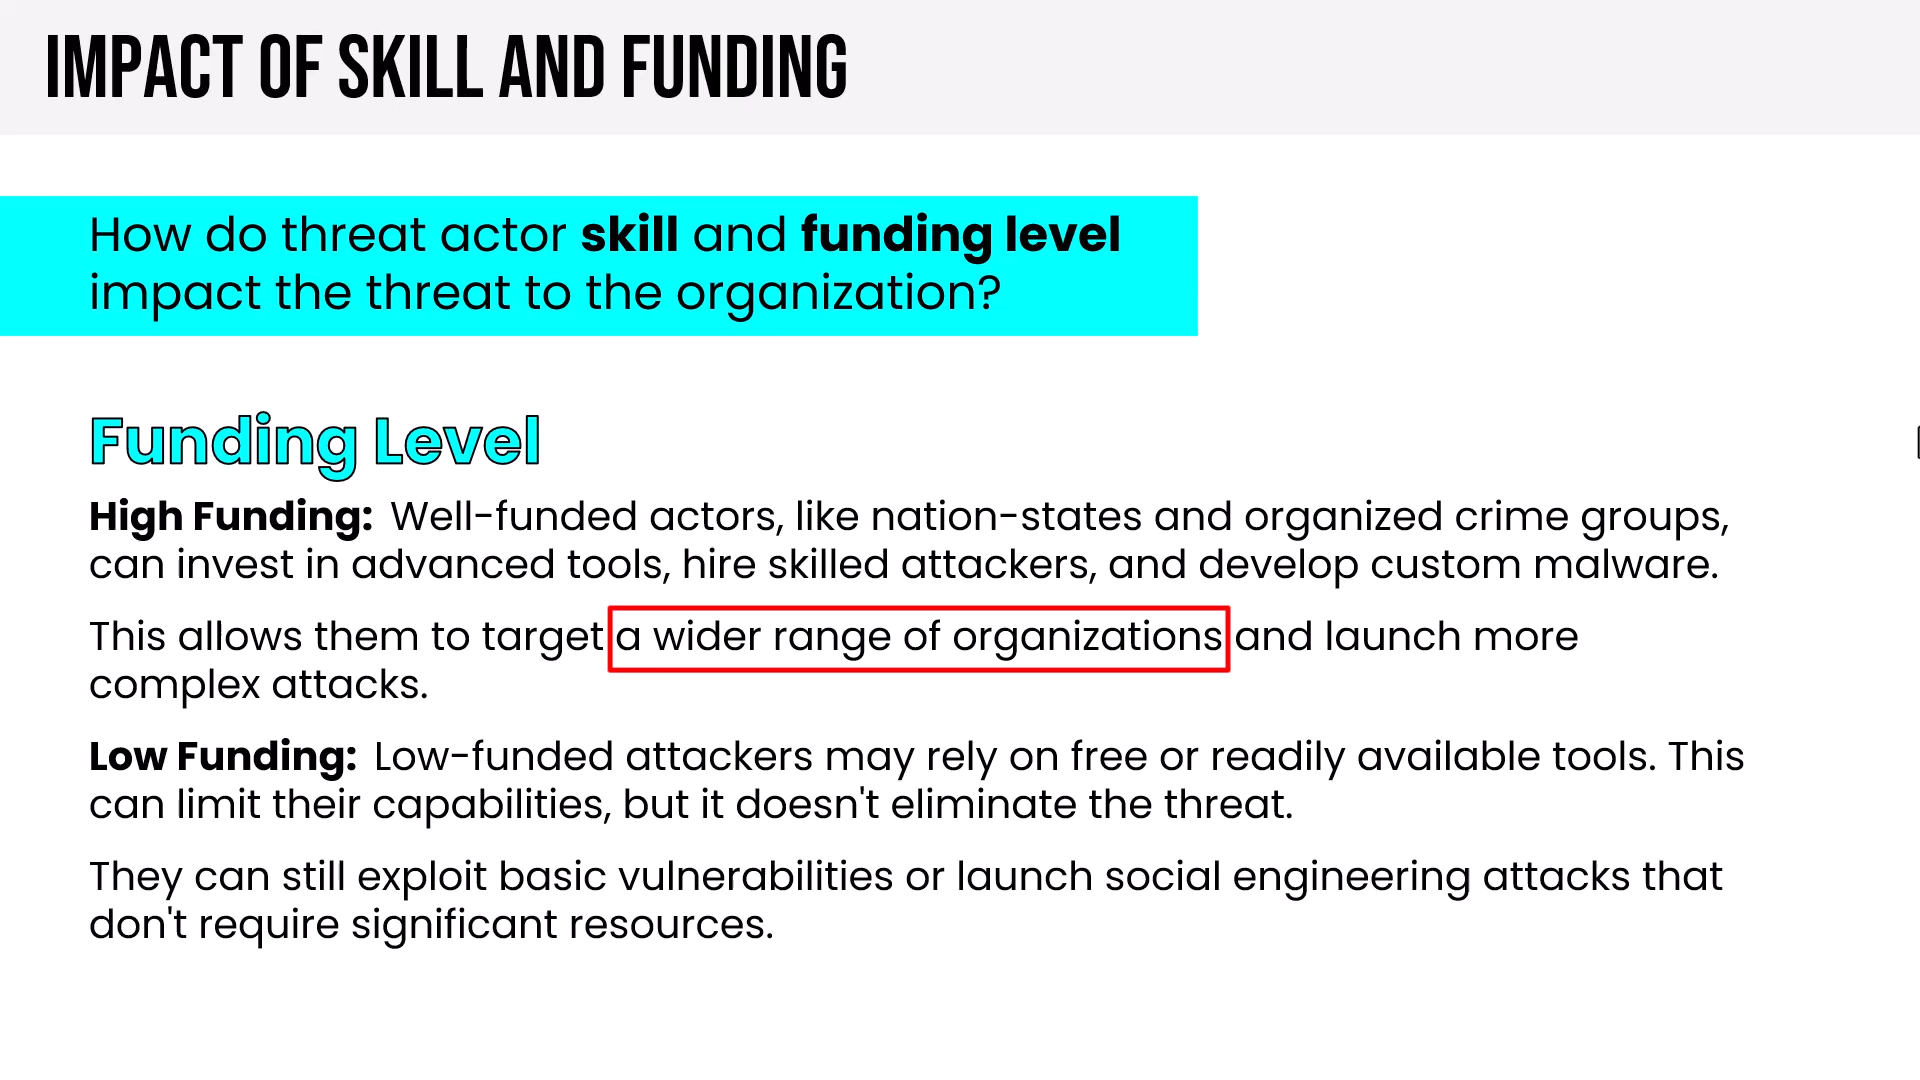 IMPACT OF SKILL AND FUNDING
How do threat actor skill and funding level
impact the threat to the organization?
Funding Level
High Funding: Well-funded actors, like nation-states and organized crime groups,
can invest in advanced tools, hire skilled attackers, and develop custom malware.
This allows them to target a wider range of organizations and launch more
complex attacks.
Low Funding: Low-funded attackers may rely on free or readily available tools. This
can limit their capabilities, but it doesn't eliminate the threat.
They can still exploit basic vulnerabilities or launch social engineering attacks that
don't require significant resources.